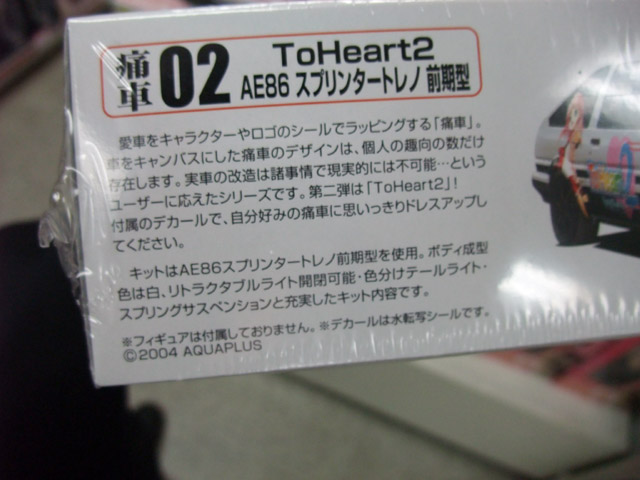 痛車 02 ToHeart2
AE86 スプリンタートレノ 前期型
愛車をキャラクターやロゴのシールでラッピングする「痛車」。
車をキャンバスにした痛車のデザインは、個人の趣向の数だけ
存在します。実車の改造は諸事情で現実的には不可能…という
ユーザーに応えたシリーズです。第二弾は「ToHeart2」!
付属のデカールで、自分好みの痛車に思いっきりドレスアップし
てください。
キットはAE86スプリンタートレノ前期型を使用。ボディ成型
色は白、リトラクタブルライト開閉可能・色分けテールライト・
スプリングサスペンションと充実したキット内容です。
※フィギュアは付属しておりません。※デカールは水転写シールです。
©2004 AQUAPLUS